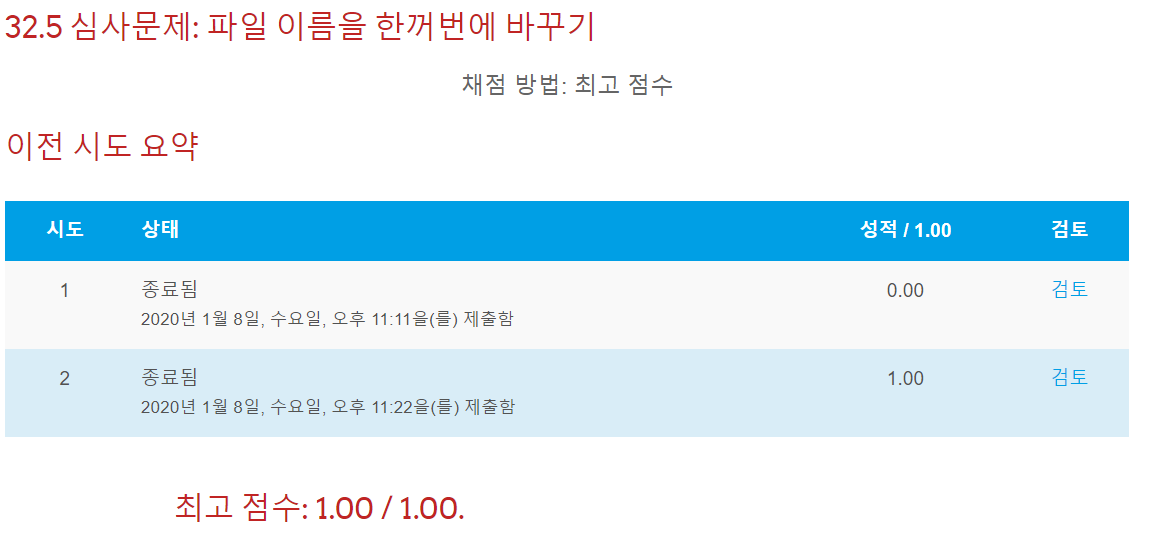 32.5 심사문제: 파일 이름을 한꺼번에 바꾸기
채점 방법: 최고 점수
이전 시도 요약
시도 상태 성적 / 1.00 검토
1 종료됨 0.00 검토
2020년 1월 8일, 수요일, 오후 11:11을(를) 제출함
2 종료됨 1.00 검토
2020년 1월 8일, 수요일, 오후 11:22을(를) 제출함
최고 점수: 1.00 / 1.00.